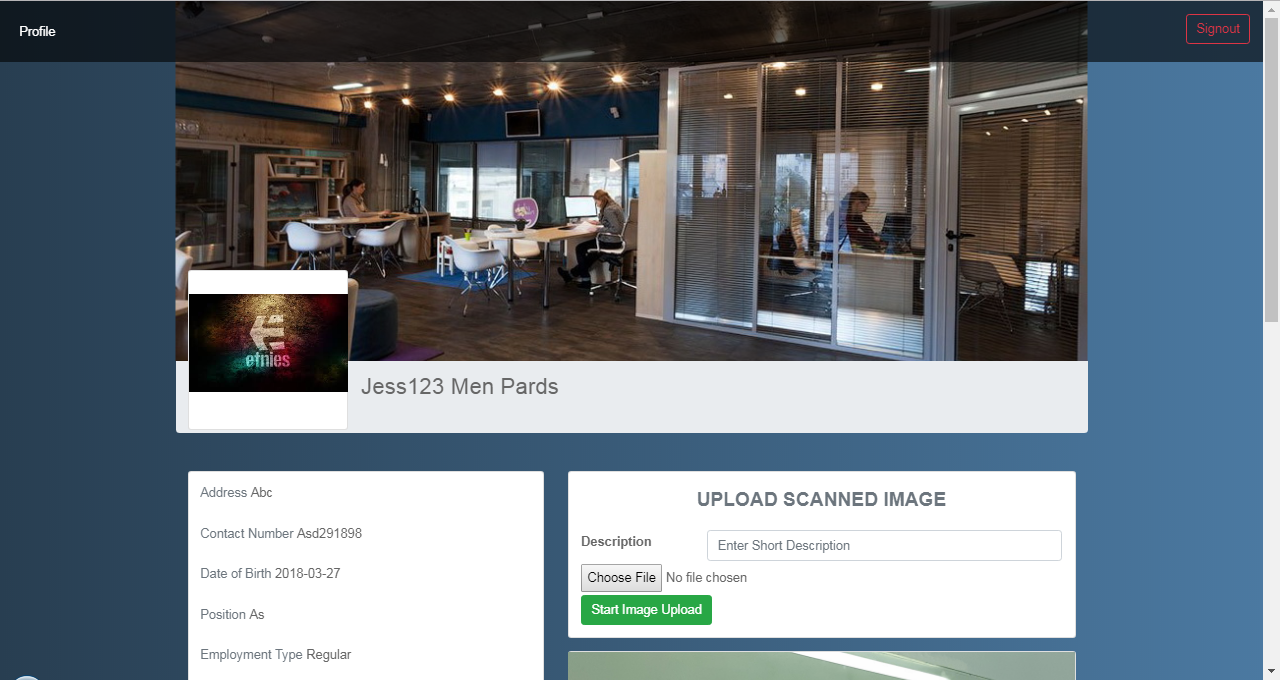 Profile
Signout
etnies
Jess123 Men Pards
Address Abc
Contact Number Asd291898
Date of Birth 2018-03-27
Position As
Employment Type Regular
UPLOAD SCANNED IMAGE
Description
Enter Short Description
Choose File No file chosen
Start Image Upload